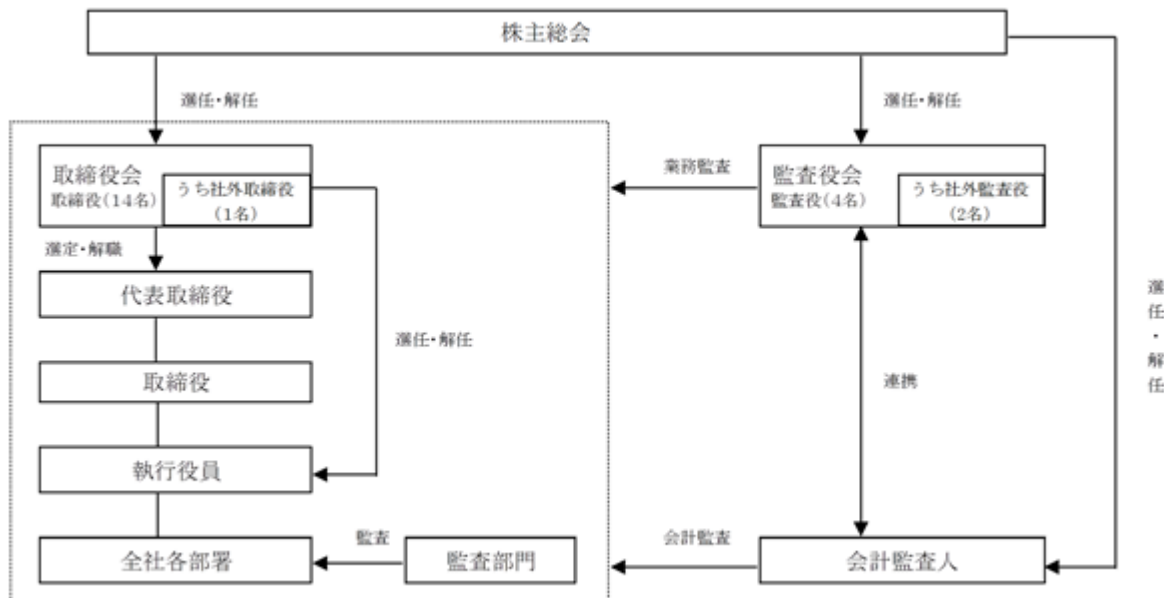 株主総会
選任・解任
選任・解任
取締役会
取締役(14名)
うち社外取締役
(1名)
業務監査
監査役会
監査役(4名)
うち社外監査役
(2名)
選定・解職
代表取締役
選任・解任
取締役
連携
選任・解任
執行役員
全社各部署
監査
監査部門
会計監査
会計監査人